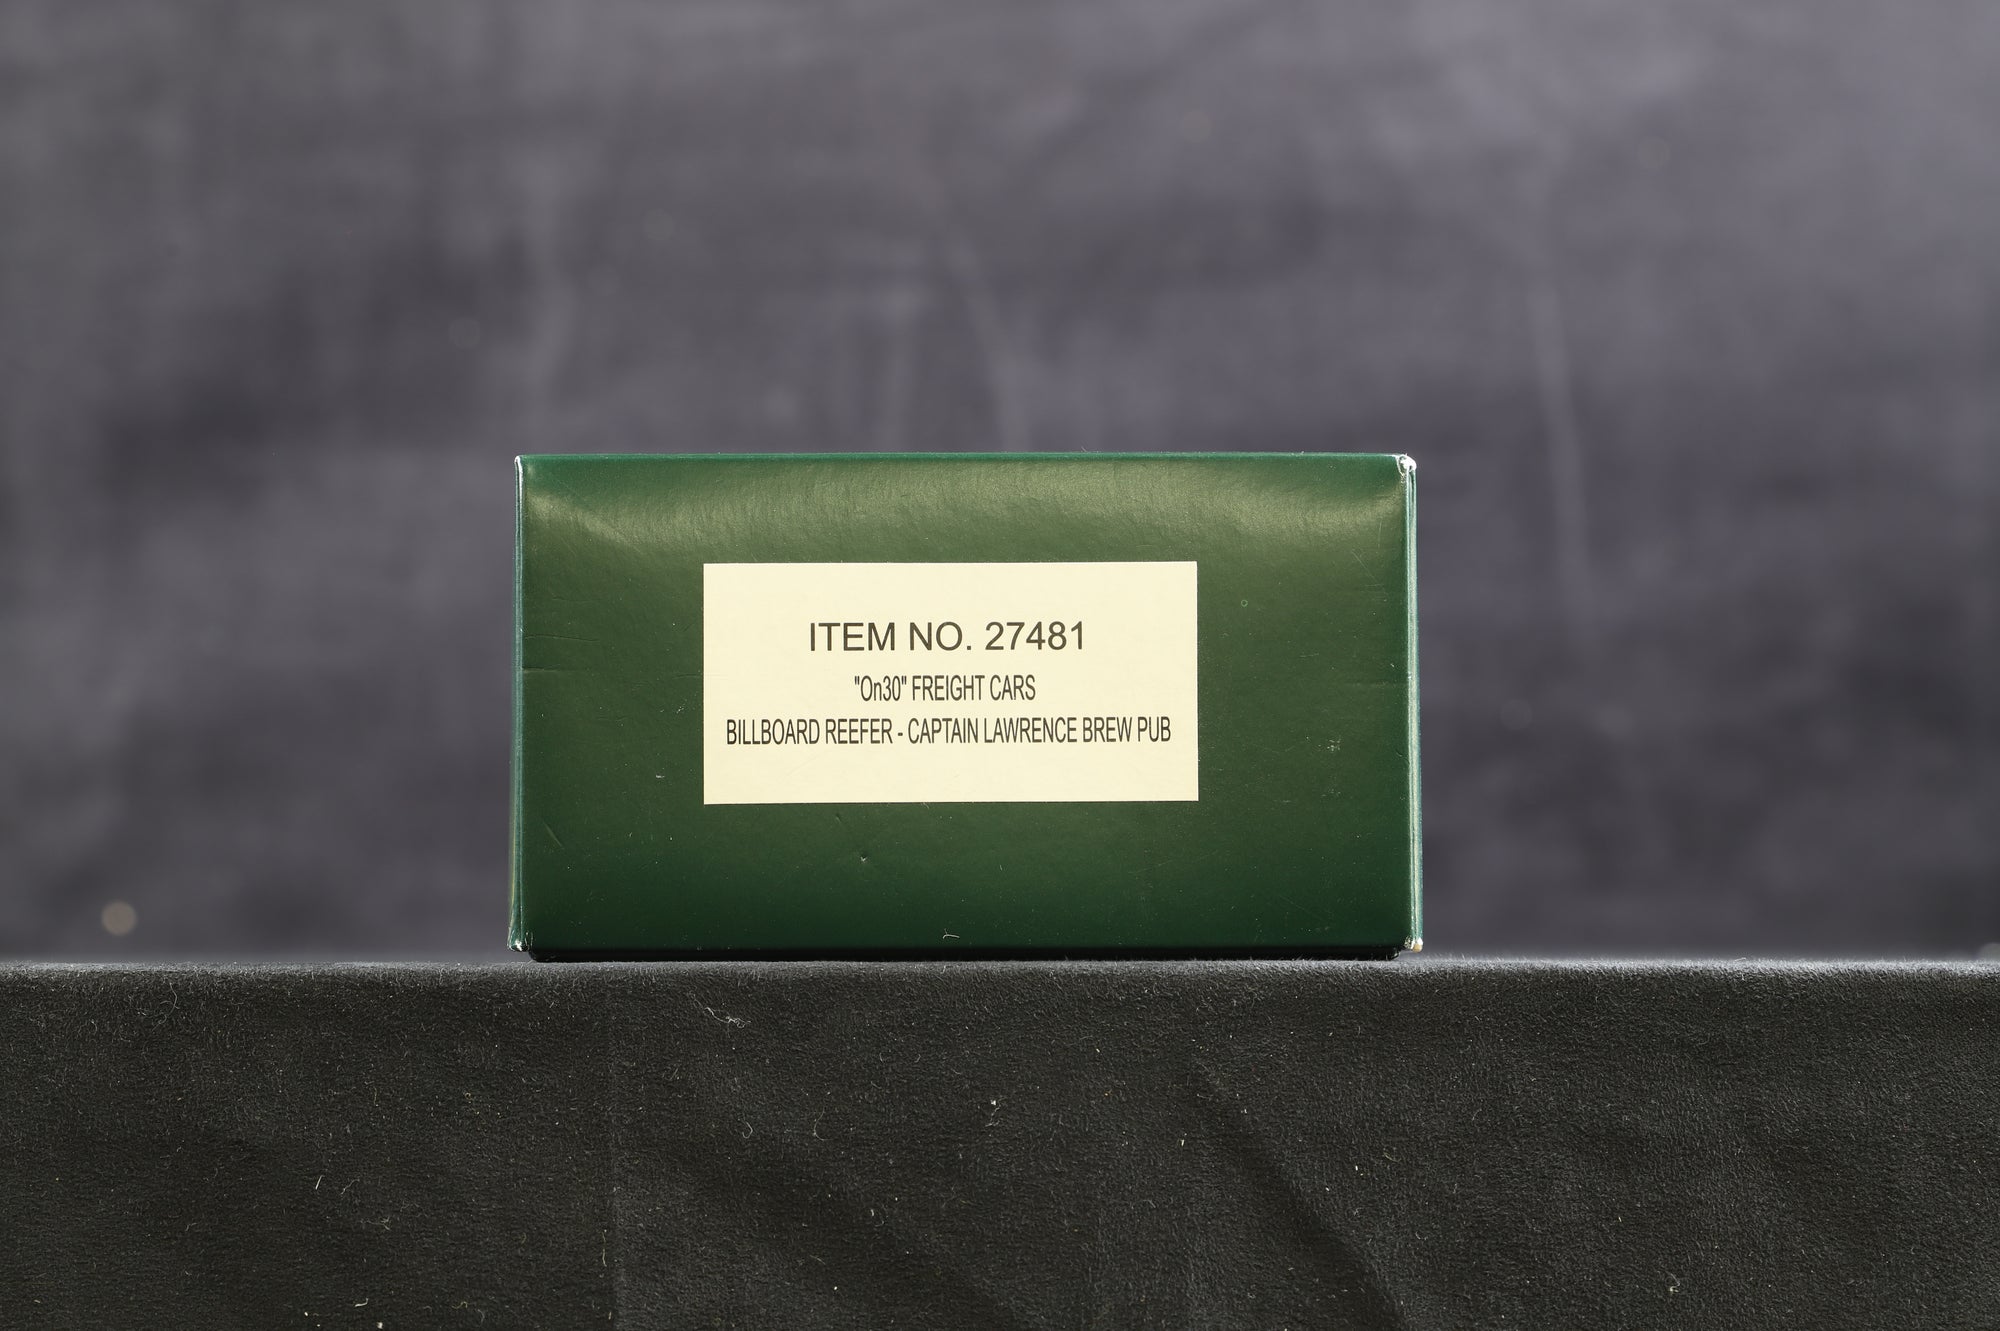 ITEM NO. 27481
"On30" FREIGHT CARS
BILLBOARD REEFER - CAPTAIN LAWRENCE BREW PUB